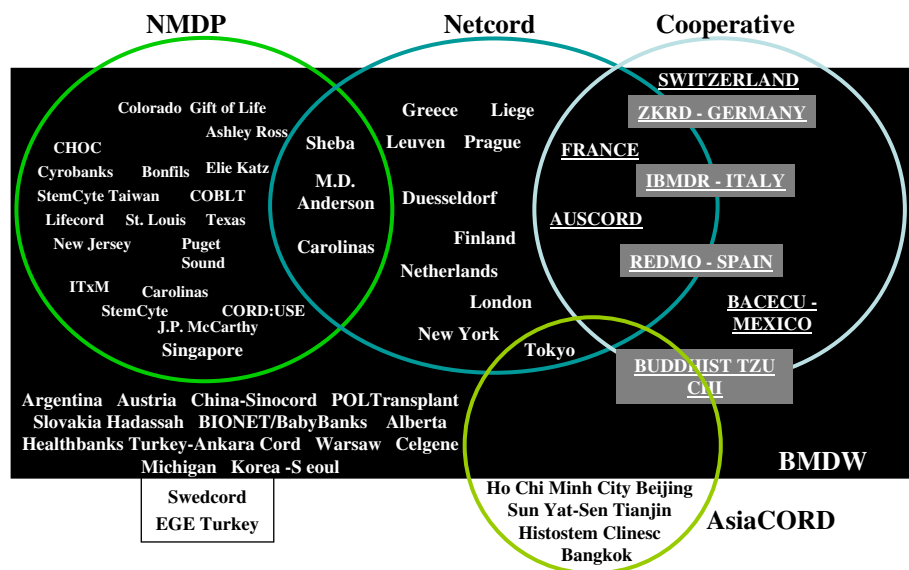 NMDP
Netcord
Cooperative
Colorado Gift of Life
Ashley Ross
CHOC
Cyrobanks Bonfils Elie Katz
StemCyte Taiwan COBLT
Lifecord St. Louis Texas
New Jersey Puget
Sound
ITxM Carolinas
StemCyte CORD:USE
J.P. McCarthy
Singapore
Sheba
M.D.
Anderson
Carolinas
Greece Liege
Leuven Prague
Duesseldorf
Finland
Netherlands
London
New York
Tokyo
SWITZERLAND
ZKRD - GERMANY
FRANCE
IBMDR - ITALY
AUSCORD
REDMO - SPAIN
BACECU -
MEXICO
BUDDHIST TZU
CHI
Argentina Austria China-Sinocord POLTransplant
Slovakia Hadassah BIONET/BabyBanks Alberta
Healthbanks Turkey-Ankara Cord Warsaw Celgene
Michigan Korea -S eoul
BMDW
Swedcord
EGE Turkey
Ho Chi Minh City Beijing
Sun Yat-Sen Tianjin
Histostem Clinesc
Bangkok
AsiaCORD